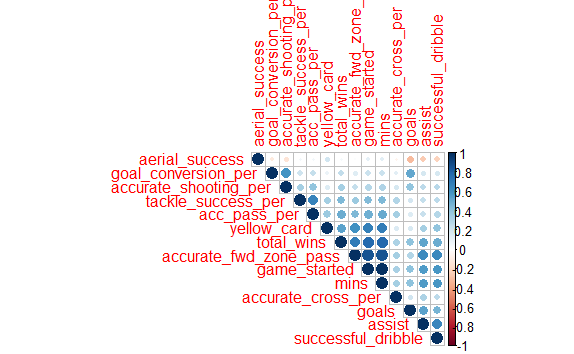 aerial_success
goal_conversion_per
accurate_shooting_p
tackle_success_per
acc_pass_per
yellow_card
total_wins
accurate_fwd_zone_
game_started
mins
accurate_cross_per
goals
assist
successful_dribble
aerial_success
goal_conversion_per
accurate_shooting_per
tackle_success_per
acc_pass_per
yellow_card
total_wins
accurate_fwd_zone_pass
game_started
mins
accurate_cross_per
goals
assist
successful_dribble
1
0.8
0.6
0.4
0.2
0
-0.2
-0.4
-0.6
-0.8
-1